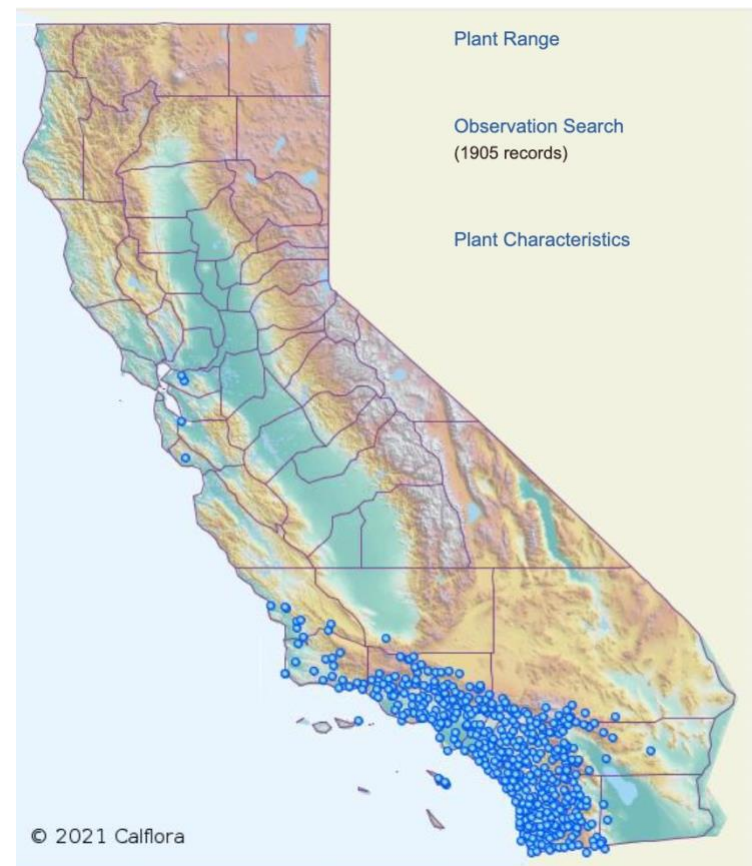 Plant Range
Observation Search
(1905 records)
Plant Characteristics
© 2021 Calflora